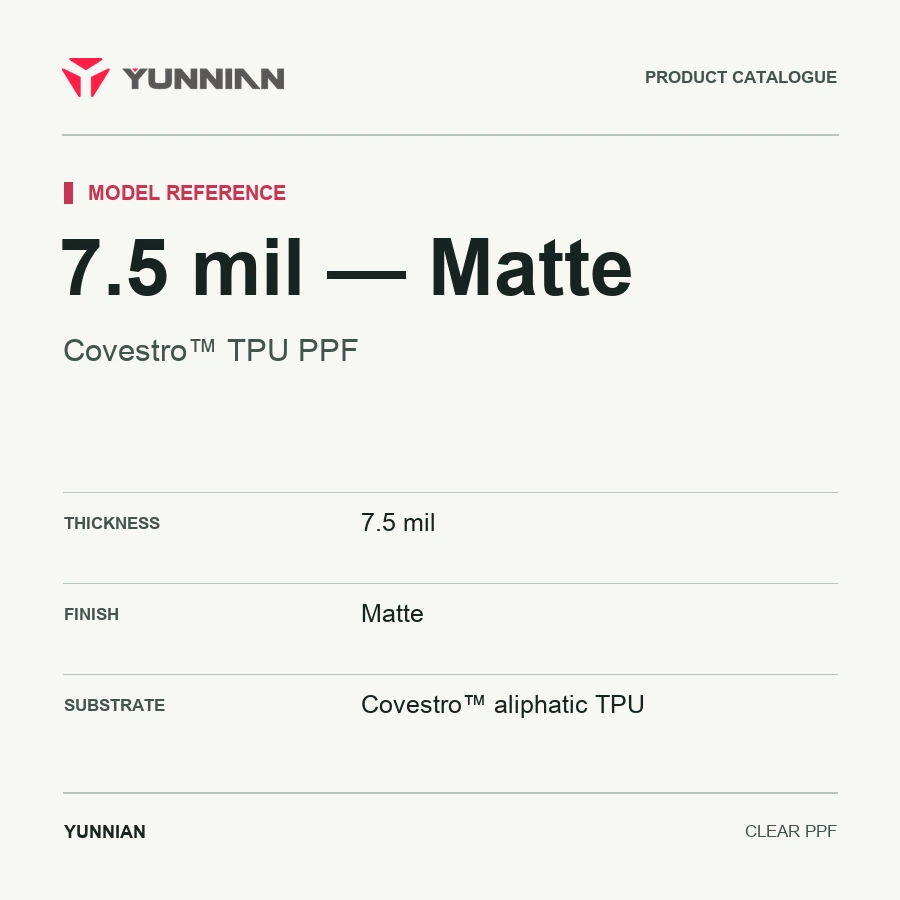 YUNNIAN
PRODUCT CATALOGUE
MODEL REFERENCE
7.5 mil — Matte
Covestro™ TPU PPF
THICKNESS 7.5 mil
FINISH Matte
SUBSTRATE Covestro™ aliphatic TPU
YUNNIAN
CLEAR PPF